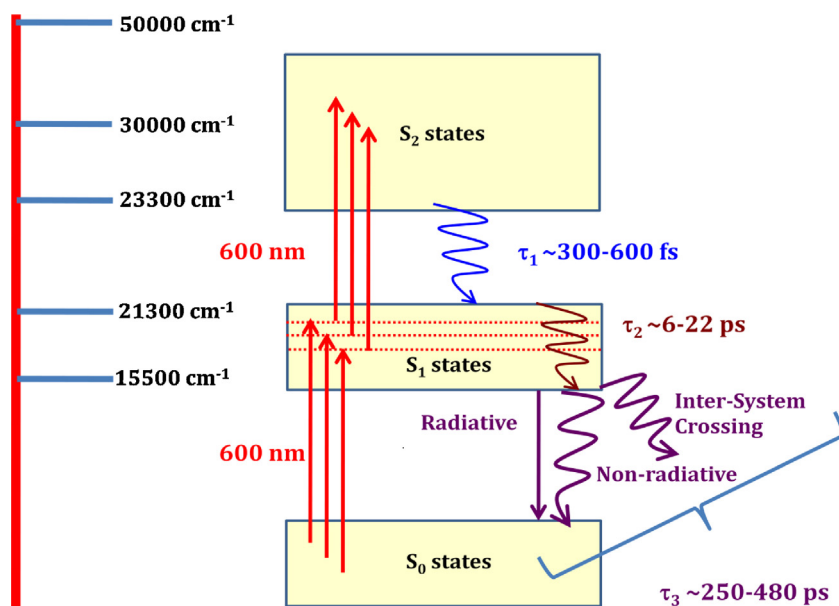 50000 cm⁻¹
30000 cm⁻¹
S₂ states
23300 cm⁻¹
600 nm
τ₁ ~300-600 fs
21300 cm⁻¹
τ₂ ~6-22 ps
S₁ states
15500 cm⁻¹
Radiative
Inter-System
Crossing
600 nm
Non-radiative
S₀ states
τ₃ ~250-480 ps